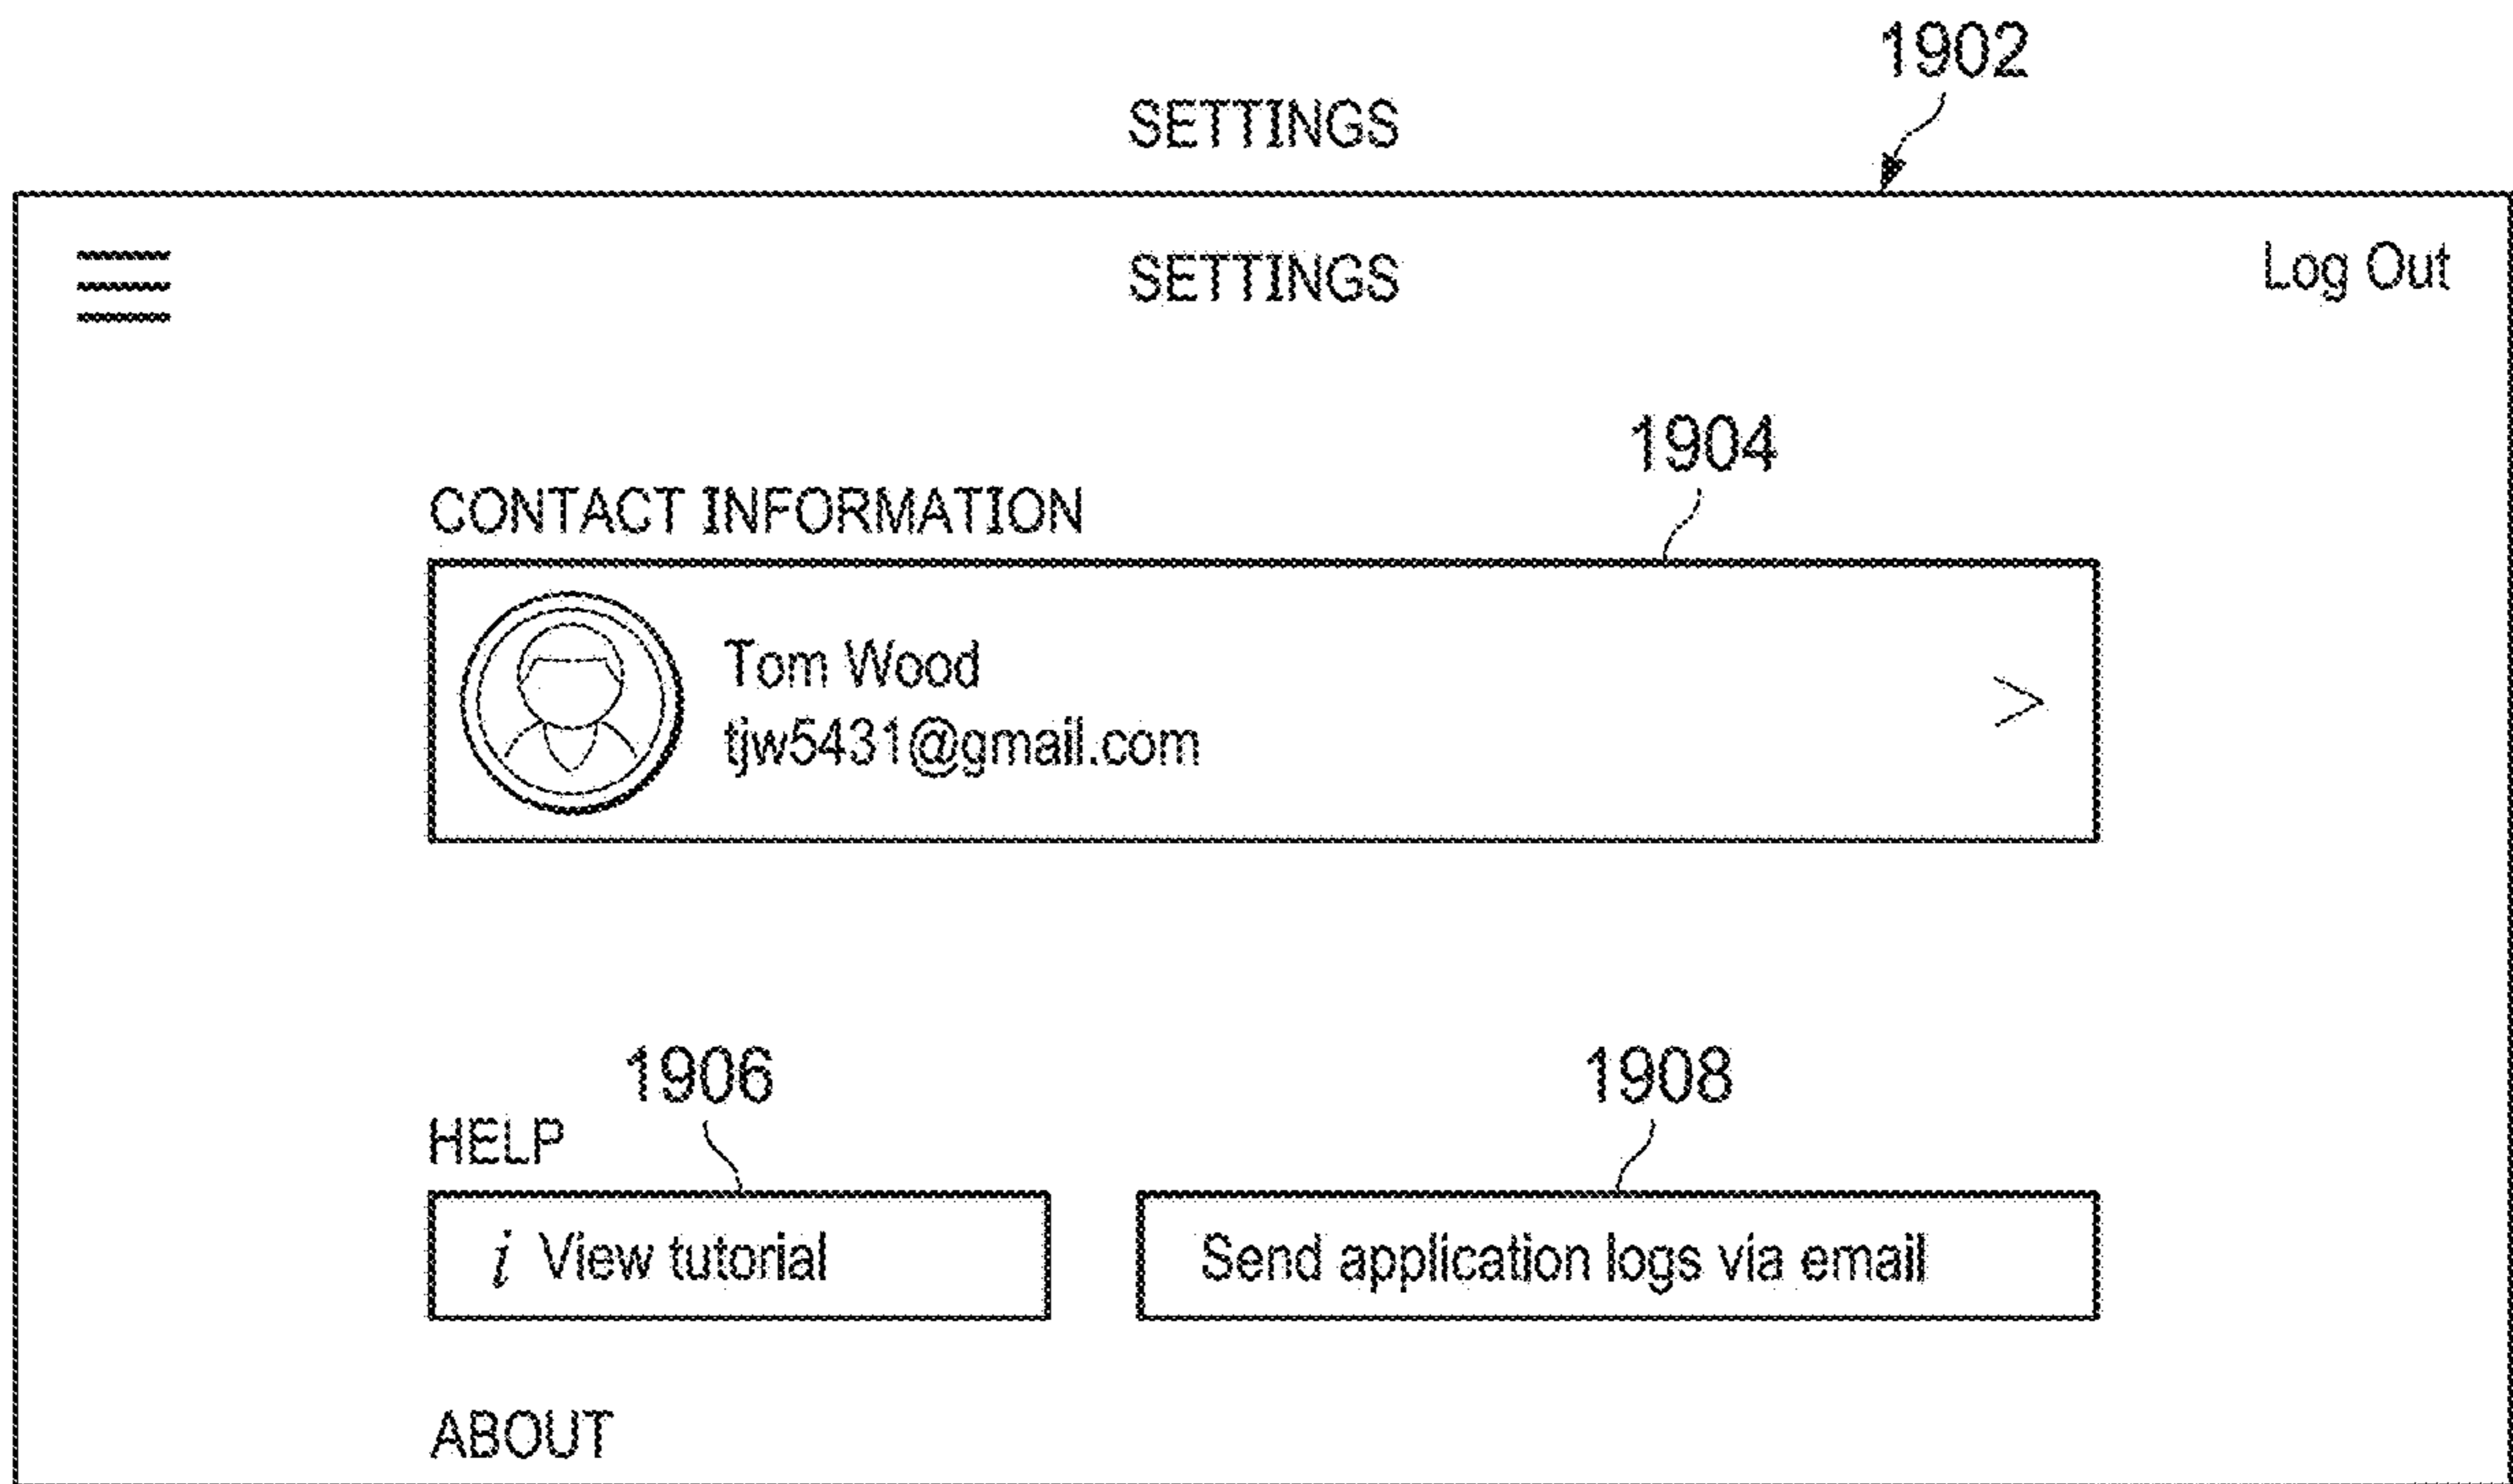 1902
SETTINGS
SETTINGS
Log Out
1904
CONTACT INFORMATION
Tom Wood
tjw5431@gmail.com
>
1906
1908
HELP
i View tutorial
Send application logs via email
ABOUT